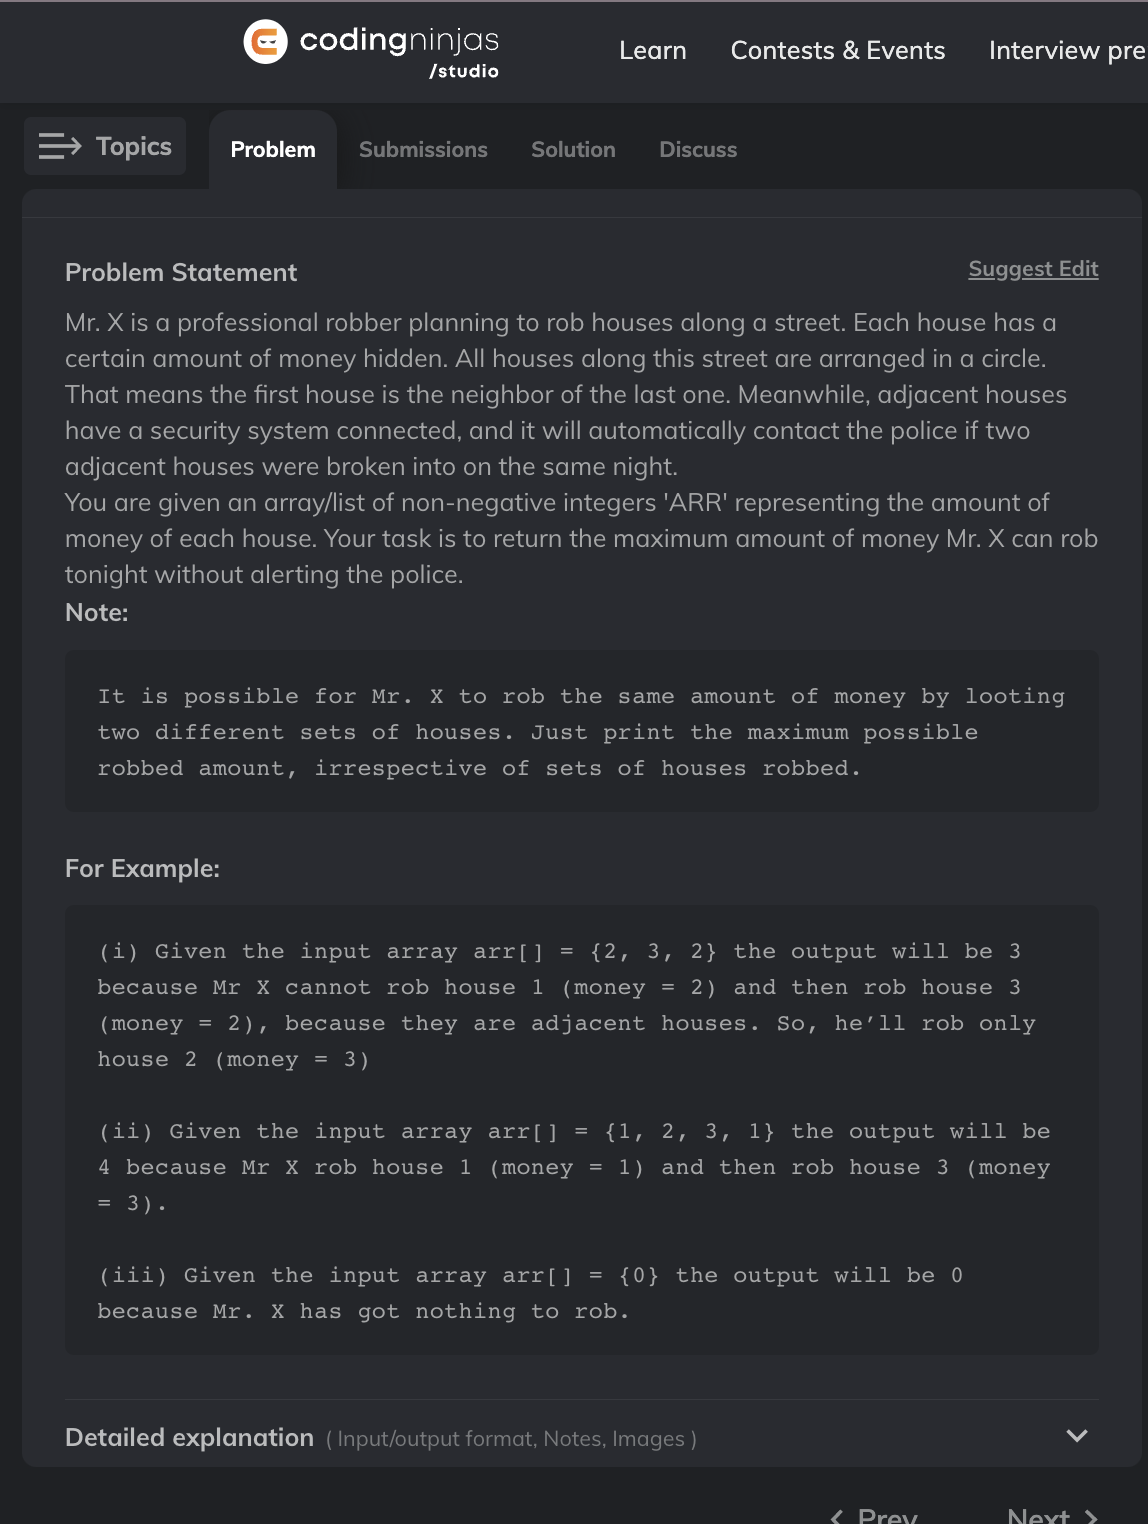 codingninjas
/studio
Learn
Contests & Events
Interview pre
Topics
Problem
Submissions
Solution
Discuss
Problem Statement
Suggest Edit
Mr. X is a professional robber planning to rob houses along a street. Each house has a
certain amount of money hidden. All houses along this street are arranged in a circle.
That means the first house is the neighbor of the last one. Meanwhile, adjacent houses
have a security system connected, and it will automatically contact the police if two
adjacent houses were broken into on the same night.
You are given an array/list of non-negative integers 'ARR' representing the amount of
money of each house. Your task is to return the maximum amount of money Mr. X can rob
tonight without alerting the police.
Note:
It is possible for Mr. X to rob the same amount of money by looting
two different sets of houses. Just print the maximum possible
robbed amount, irrespective of sets of houses robbed.
For Example:
(i) Given the input array arr[] = {2, 3, 2} the output will be 3
because Mr X cannot rob house 1 (money = 2) and then rob house 3
(money = 2), because they are adjacent houses. So, he’ll rob only
house 2 (money = 3)
(ii) Given the input array arr[] = {1, 2, 3, 1} the output will be
4 because Mr X rob house 1 (money = 1) and then rob house 3 (money
= 3).
(iii) Given the input array arr[] = {0} the output will be 0
because Mr. X has got nothing to rob.
Detailed explanation ( Input/output format, Notes, Images )
Prev
Next